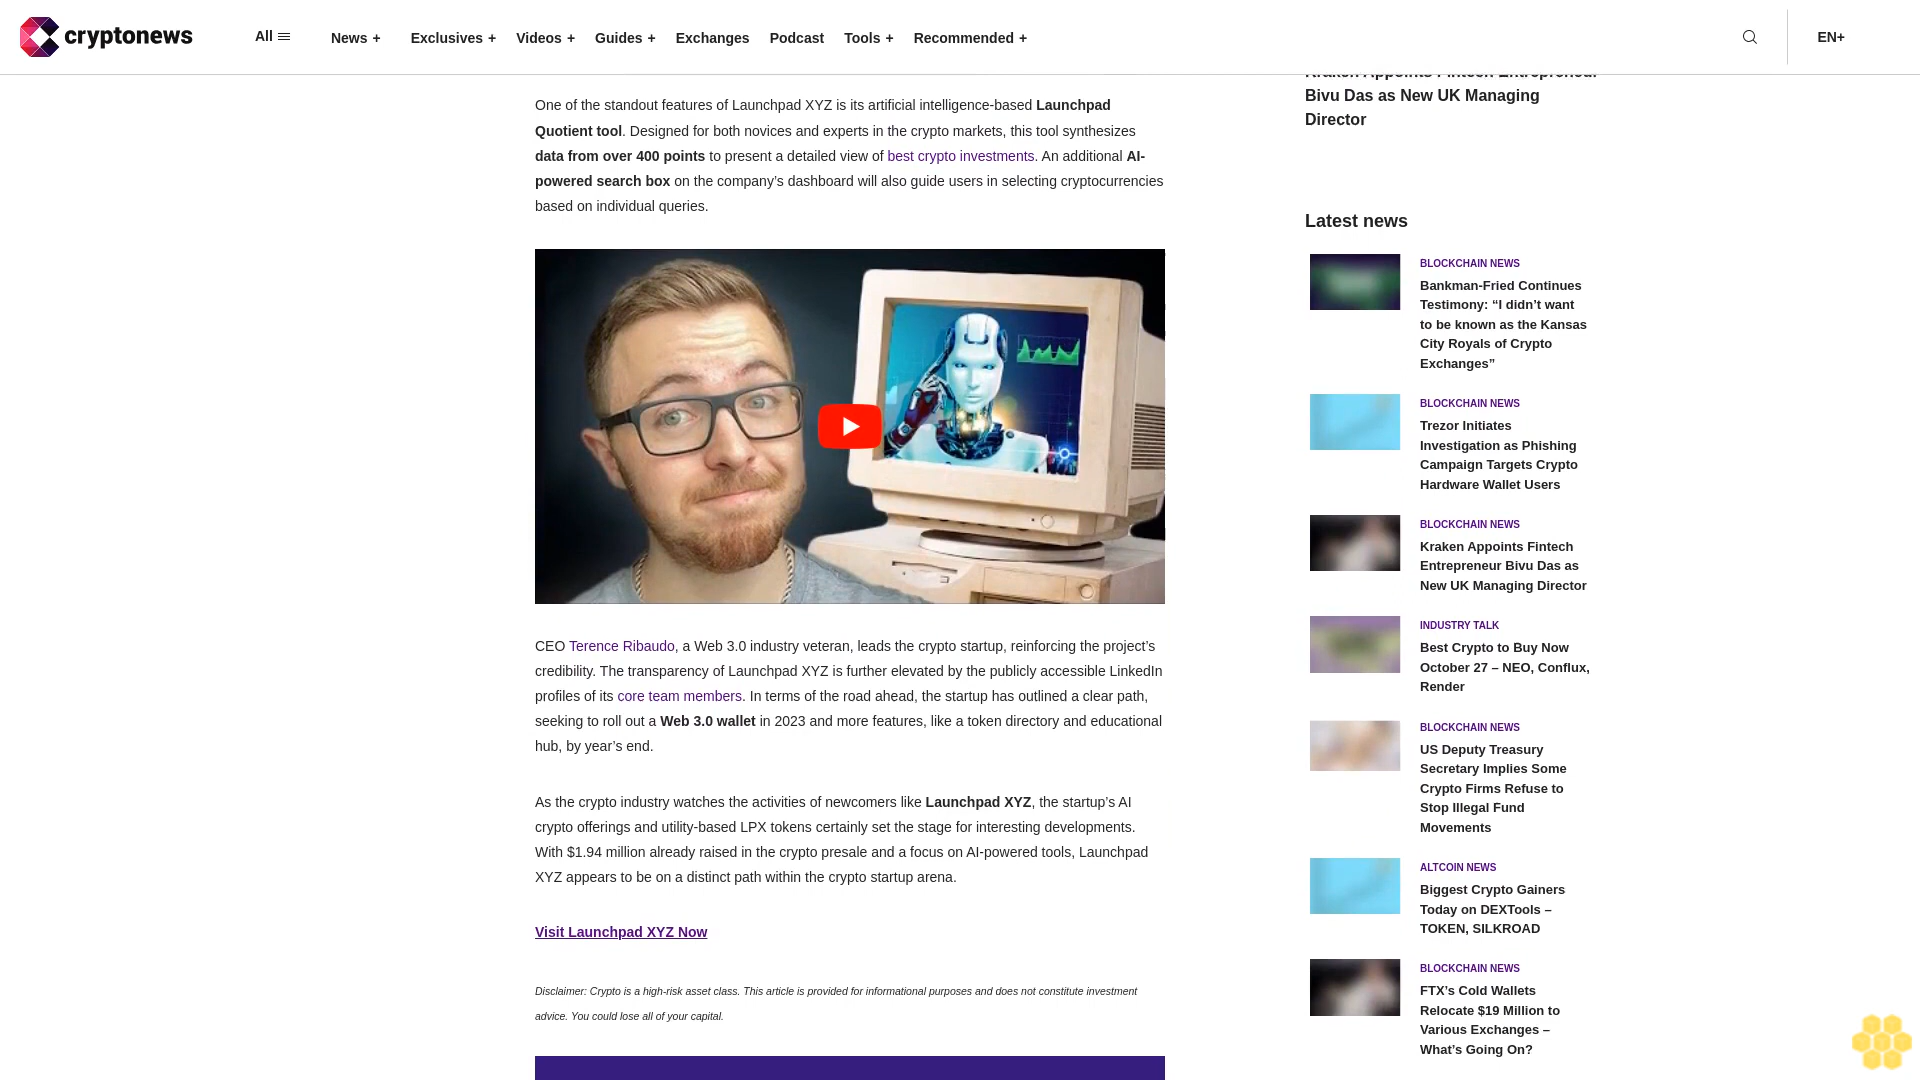 cryptonews
All
News +
Exclusives +
Videos +
Guides +
Exchanges
Podcast
Tools +
Recommended +
EN+
One of the standout features of Launchpad XYZ is its artificial intelligence-based Launchpad
Quotient tool. Designed for both novices and experts in the crypto markets, this tool synthesizes
data from over 400 points to present a detailed view of best crypto investments. An additional AI-
powered search box on the company’s dashboard will also guide users in selecting cryptocurrencies
based on individual queries.
CEO Terence Ribaudo, a Web 3.0 industry veteran, leads the crypto startup, reinforcing the project’s
credibility. The transparency of Launchpad XYZ is further elevated by the publicly accessible LinkedIn
profiles of its core team members. In terms of the road ahead, the startup has outlined a clear path,
seeking to roll out a Web 3.0 wallet in 2023 and more features, like a token directory and educational
hub, by year’s end.
As the crypto industry watches the activities of newcomers like Launchpad XYZ, the startup’s AI
crypto offerings and utility-based LPX tokens certainly set the stage for interesting developments.
With $1.94 million already raised in the crypto presale and a focus on AI-powered tools, Launchpad
XYZ appears to be on a distinct path within the crypto startup arena.
Visit Launchpad XYZ Now
Disclaimer: Crypto is a high-risk asset class. This article is provided for informational purposes and does not constitute investment
advice. You could lose all of your capital.
Kraken Appoints Fintech Entrepreneur
Bivu Das as New UK Managing
Director
Latest news
BLOCKCHAIN NEWS
Bankman-Fried Continues
Testimony: “I didn’t want
to be known as the Kansas
City Royals of Crypto
Exchanges”
BLOCKCHAIN NEWS
Trezor Initiates
Investigation as Phishing
Campaign Targets Crypto
Hardware Wallet Users
BLOCKCHAIN NEWS
Kraken Appoints Fintech
Entrepreneur Bivu Das as
New UK Managing Director
INDUSTRY TALK
Best Crypto to Buy Now
October 27 – NEO, Conflux,
Render
BLOCKCHAIN NEWS
US Deputy Treasury
Secretary Implies Some
Crypto Firms Refuse to
Stop Illegal Fund
Movements
ALTCOIN NEWS
Biggest Crypto Gainers
Today on DEXTools –
TOKEN, SILKROAD
BLOCKCHAIN NEWS
FTX’s Cold Wallets
Relocate $19 Million to
Various Exchanges –
What’s Going On?